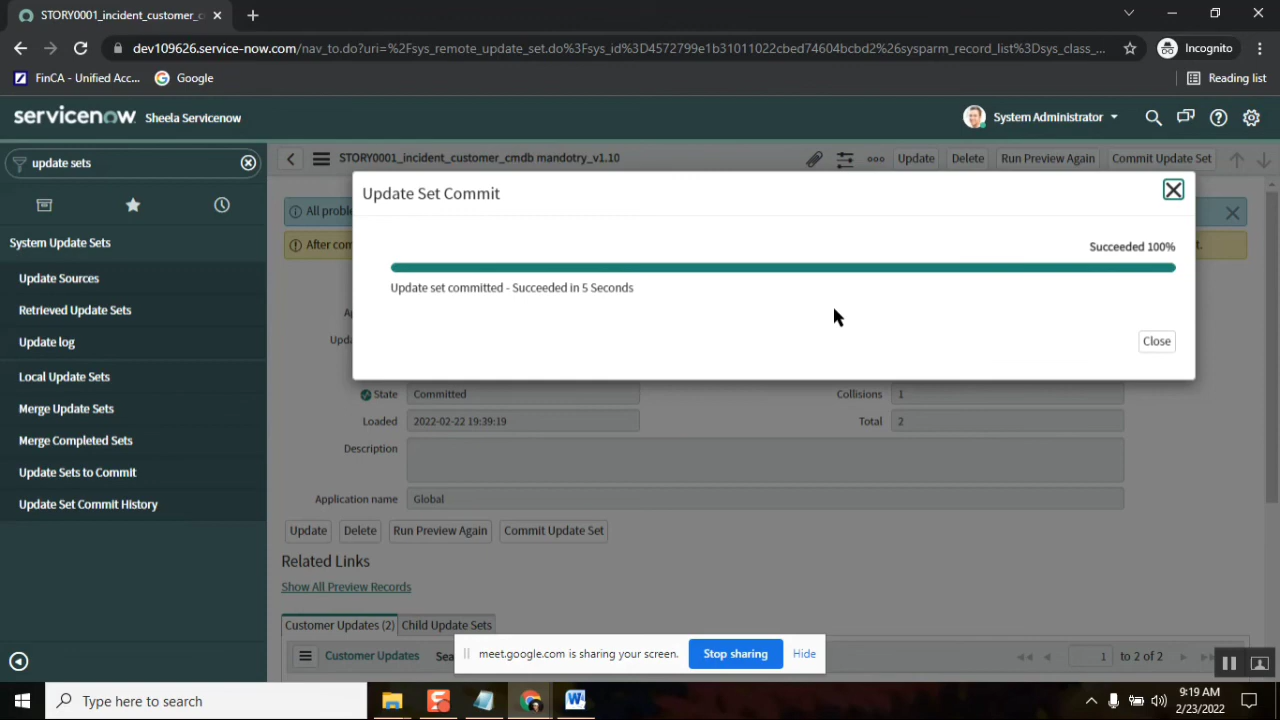 STORY0001_incident_customer_c
dev109626.service-now.com/nav_to.do?uri=%2Fsys_remote_update_set.do%3Fsys_id%3D4572799e1b31011022cbed74604bcbd2%26sysparm_record_list%3Dsys_class_...
Incognito
FinCA - Unified Acc...
Google
Reading list
servicenow
Sheela Servicenow
System Administrator
update sets
STORY0001_incident_customer_cmdb mandotry_v1.10
Update
Delete
Run Preview Again
Commit Update Set
System Update Sets
Update Sources
Retrieved Update Sets
Update log
Local Update Sets
Merge Update Sets
Merge Completed Sets
Update Sets to Commit
Update Set Commit History
All probl
After com
t.
Ap
Upda
Update Set Commit
Succeeded 100%
Update set committed - Succeeded in 5 Seconds
Close
State
Committed
Collisions
1
Loaded
2022-02-22 19:39:19
Total
2
Description
Application name
Global
Update
Delete
Run Preview Again
Commit Update Set
Related Links
Show All Preview Records
Customer Updates (2)
Child Update Sets
Customer Updates
Sea
1
to 2 of 2
meet.google.com is sharing your screen.
Stop sharing
Hide
Type here to search
W
9:19 AM
2/23/2022